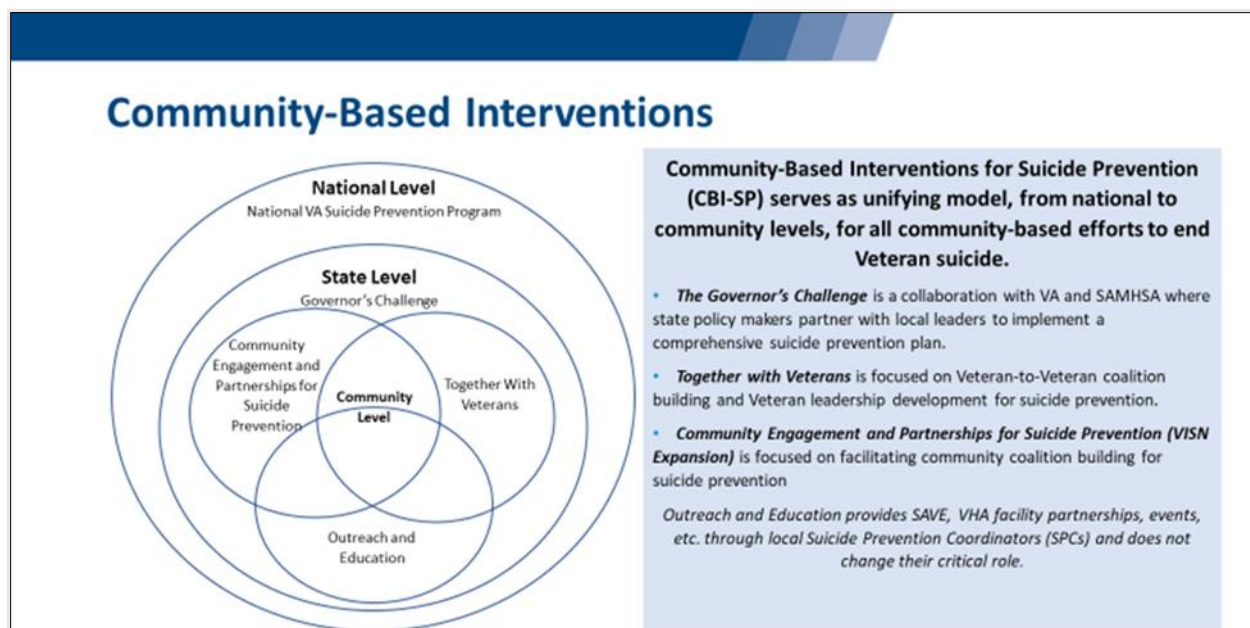 Community-Based Interventions
National Level
National VA Suicide Prevention Program
State Level
Governor's Challenge
Community
Engagement and
Partnerships for
Suicide
Prevention
Community
Level
Together With
Veterans
Outreach and
Education
Community-Based Interventions for Suicide Prevention
(CBI-SP) serves as unifying model, from national to
community levels, for all community-based efforts to end
Veteran suicide.
• The Governor's Challenge is a collaboration with VA and SAMHSA where
state policy makers partner with local leaders to implement a
comprehensive suicide prevention plan.
• Together with Veterans is focused on Veteran-to-Veteran coalition
building and Veteran leadership development for suicide prevention.
• Community Engagement and Partnerships for Suicide Prevention (VISN
Expansion) is focused on facilitating community coalition building for
suicide prevention
Outreach and Education provides SAVE, VHA facility partnerships, events,
etc. through local Suicide Prevention Coordinators (SPCs) and does not
change their critical role.